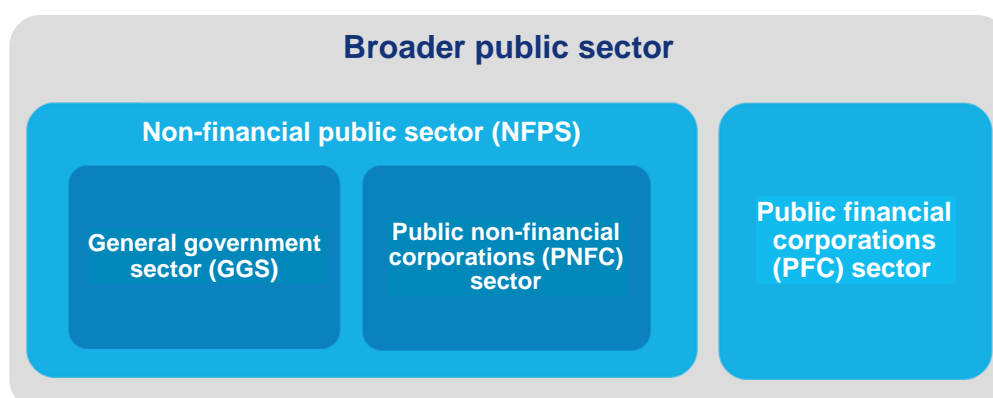 Broader public sector
Non-financial public sector (NFPS)
General government
sector (GGS)
Public non-financial
corporations (PNFC)
sector
Public financial
corporations
(PFC) sector